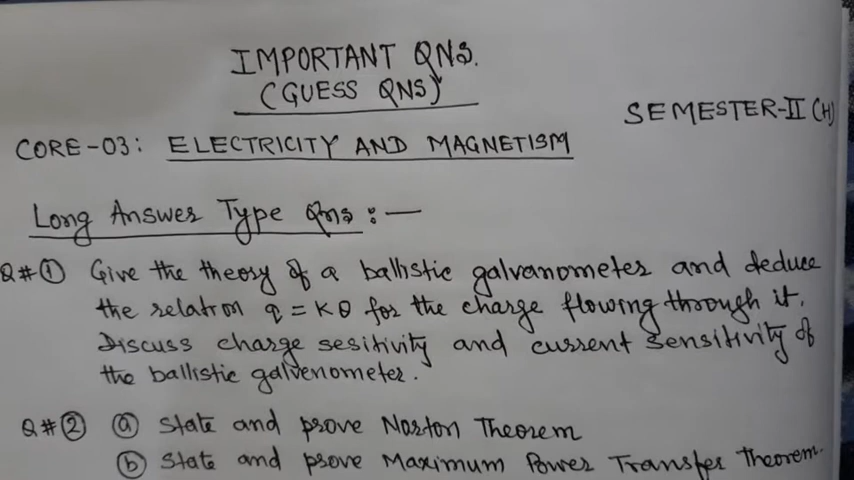 IMPORTANT QNS.
(GUESS QNS)
SEMESTER-II (H)
CORE-03: ELECTRICITY AND MAGNETISM
Long Answer Type Qns :—
Q#① Give the theory of a ballistic galvanometer and deduce
the relation q = Kθ for the charge flowing through it.
Discuss charge sesitivity and current sensitivity of
the ballistic galvenometer.
Q#② ⓐ State and prove Norton Theorem
ⓑ State and prove Maximum Power Transfer Theorem.